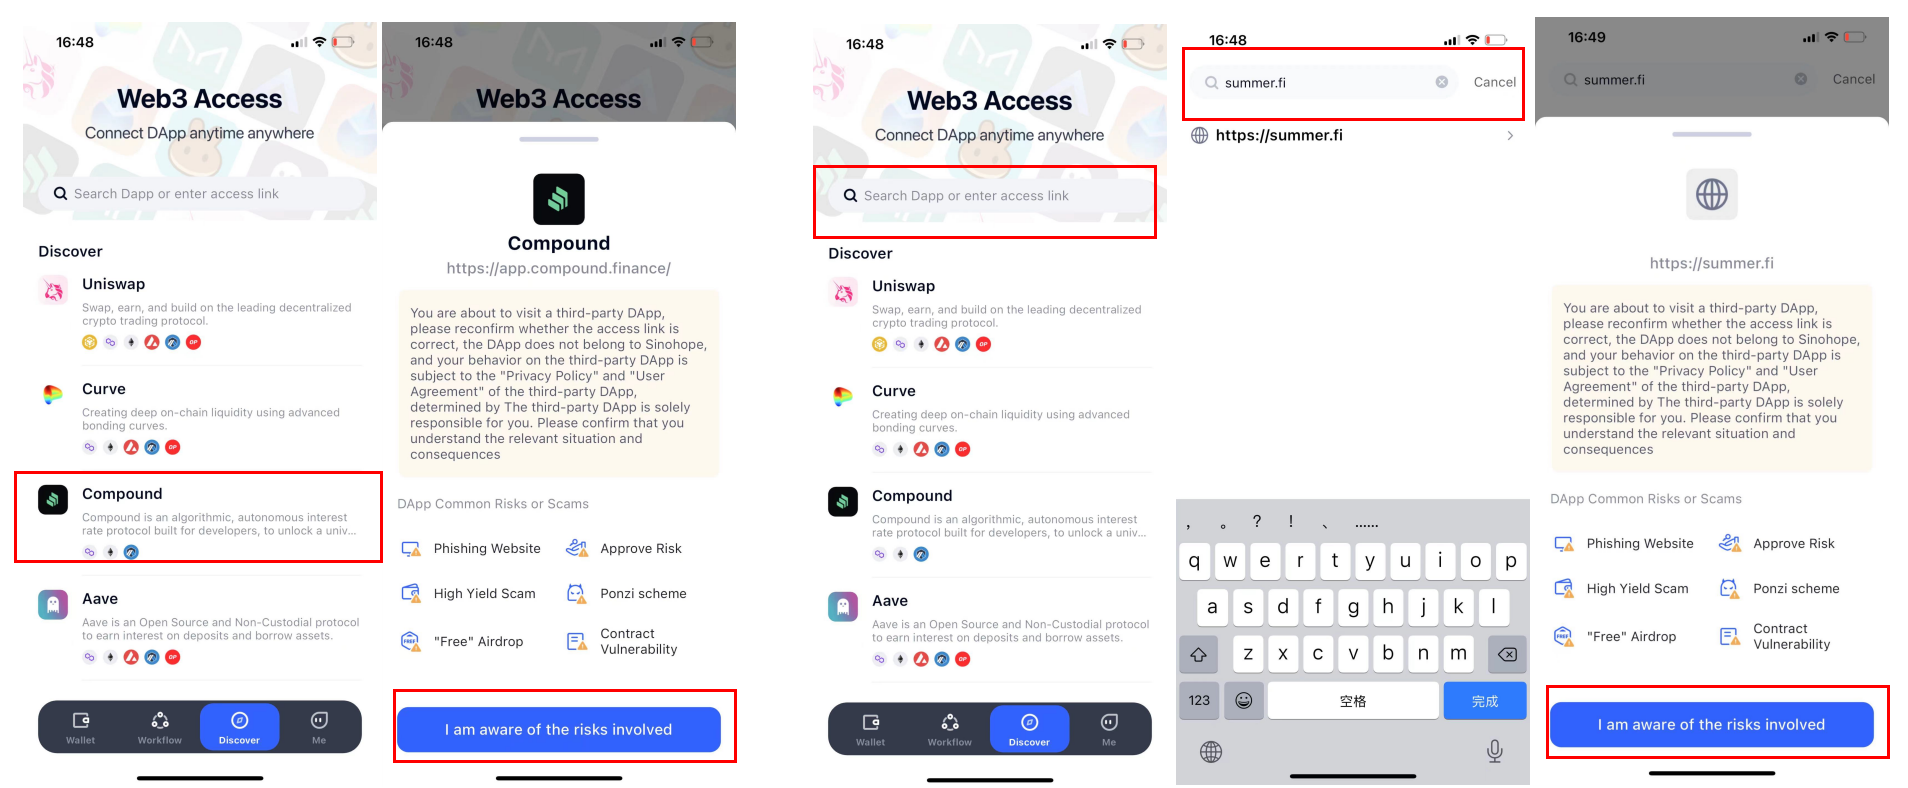 16:48
Web3 Access
Connect DApp anytime anywhere
Search Dapp or enter access link
Discover
Uniswap
Swap, earn, and build on the leading decentralized
crypto trading protocol.
OP
Curve
Creating deep on-chain liquidity using advanced
bonding curves.
OP
Compound
Compound is an algorithmic, autonomous interest
rate protocol built for developers, to unlock a univ...
Aave
Aave is an Open Source and Non-Custodial protocol
to earn interest on deposits and borrow assets.
OP
Wallet
Workflow
Discover
Me
16:48
Web3 Access
Compound
https://app.compound.finance/
You are about to visit a third-party DApp,
please reconfirm whether the access link is
correct, the DApp does not belong to Sinohope,
and your behavior on the third-party DApp is
subject to the "Privacy Policy" and "User
Agreement" of the third-party DApp,
determined by The third-party DApp is solely
responsible for you. Please confirm that you
understand the relevant situation and
consequences
DApp Common Risks or Scams
Phishing Website
Approve Risk
High Yield Scam
Ponzi scheme
FREE
"Free" Airdrop
Contract
Vulnerability
I am aware of the risks involved
16:48
Web3 Access
Connect DApp anytime anywhere
Search Dapp or enter access link
Discover
Uniswap
Swap, earn, and build on the leading decentralized
crypto trading protocol.
OP
Curve
Creating deep on-chain liquidity using advanced
bonding curves.
OP
Compound
Compound is an algorithmic, autonomous interest
rate protocol built for developers, to unlock a univ...
Aave
Aave is an Open Source and Non-Custodial protocol
to earn interest on deposits and borrow assets.
OP
Wallet
Workflow
Discover
Me
16:48
summer.fi
Cancel
https://summer.fi
, 。 ? ! 、 ......
q w e r t y u i o p
a s d f g h j k l
z x c v b n m
123 空格 完成
16:49
summer.fi
Cancel
https://summer.fi
You are about to visit a third-party DApp,
please reconfirm whether the access link is
correct, the DApp does not belong to Sinohope,
and your behavior on the third-party DApp is
subject to the "Privacy Policy" and "User
Agreement" of the third-party DApp,
determined by The third-party DApp is solely
responsible for you. Please confirm that you
understand the relevant situation and
consequences
DApp Common Risks or Scams
Phishing Website
Approve Risk
High Yield Scam
Ponzi scheme
FREE
"Free" Airdrop
Contract
Vulnerability
I am aware of the risks involved